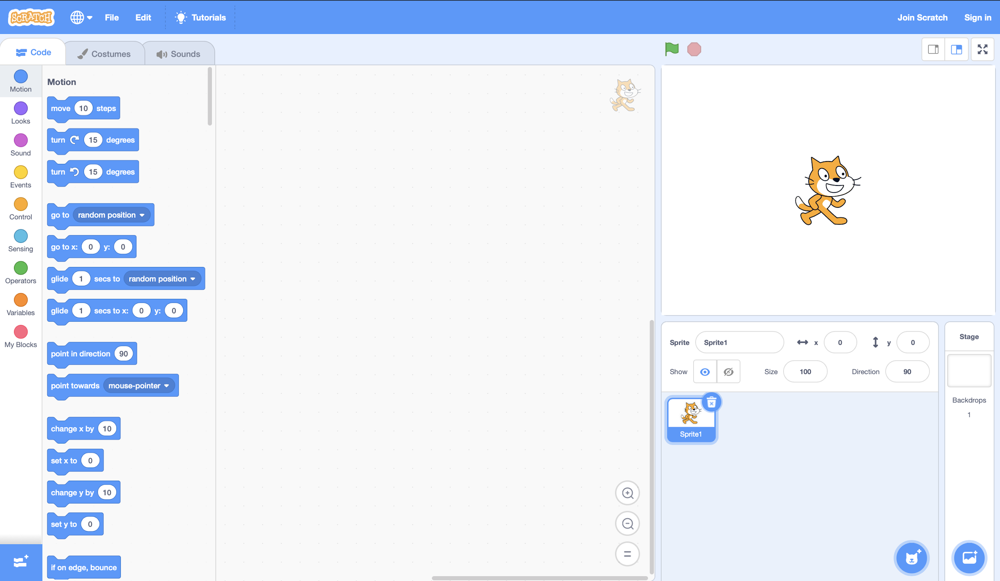 SCRATCH File Edit Tutorials Join Scratch Sign in
Code Costumes Sounds
Motion
Looks
Sound
Events
Control
Sensing
Operators
Variables
My Blocks
Motion
move 10 steps
turn 15 degrees
turn 15 degrees
go to random position
go to x: 0 y: 0
glide 1 secs to random position
glide 1 secs to x: 0 y: 0
point in direction 90
point towards mouse-pointer
change x by 10
set x to 0
change y by 10
set y to 0
if on edge, bounce
Sprite Sprite1 x 0 y 0
Show Size 100 Direction 90
Sprite1
Stage
Backdrops
1